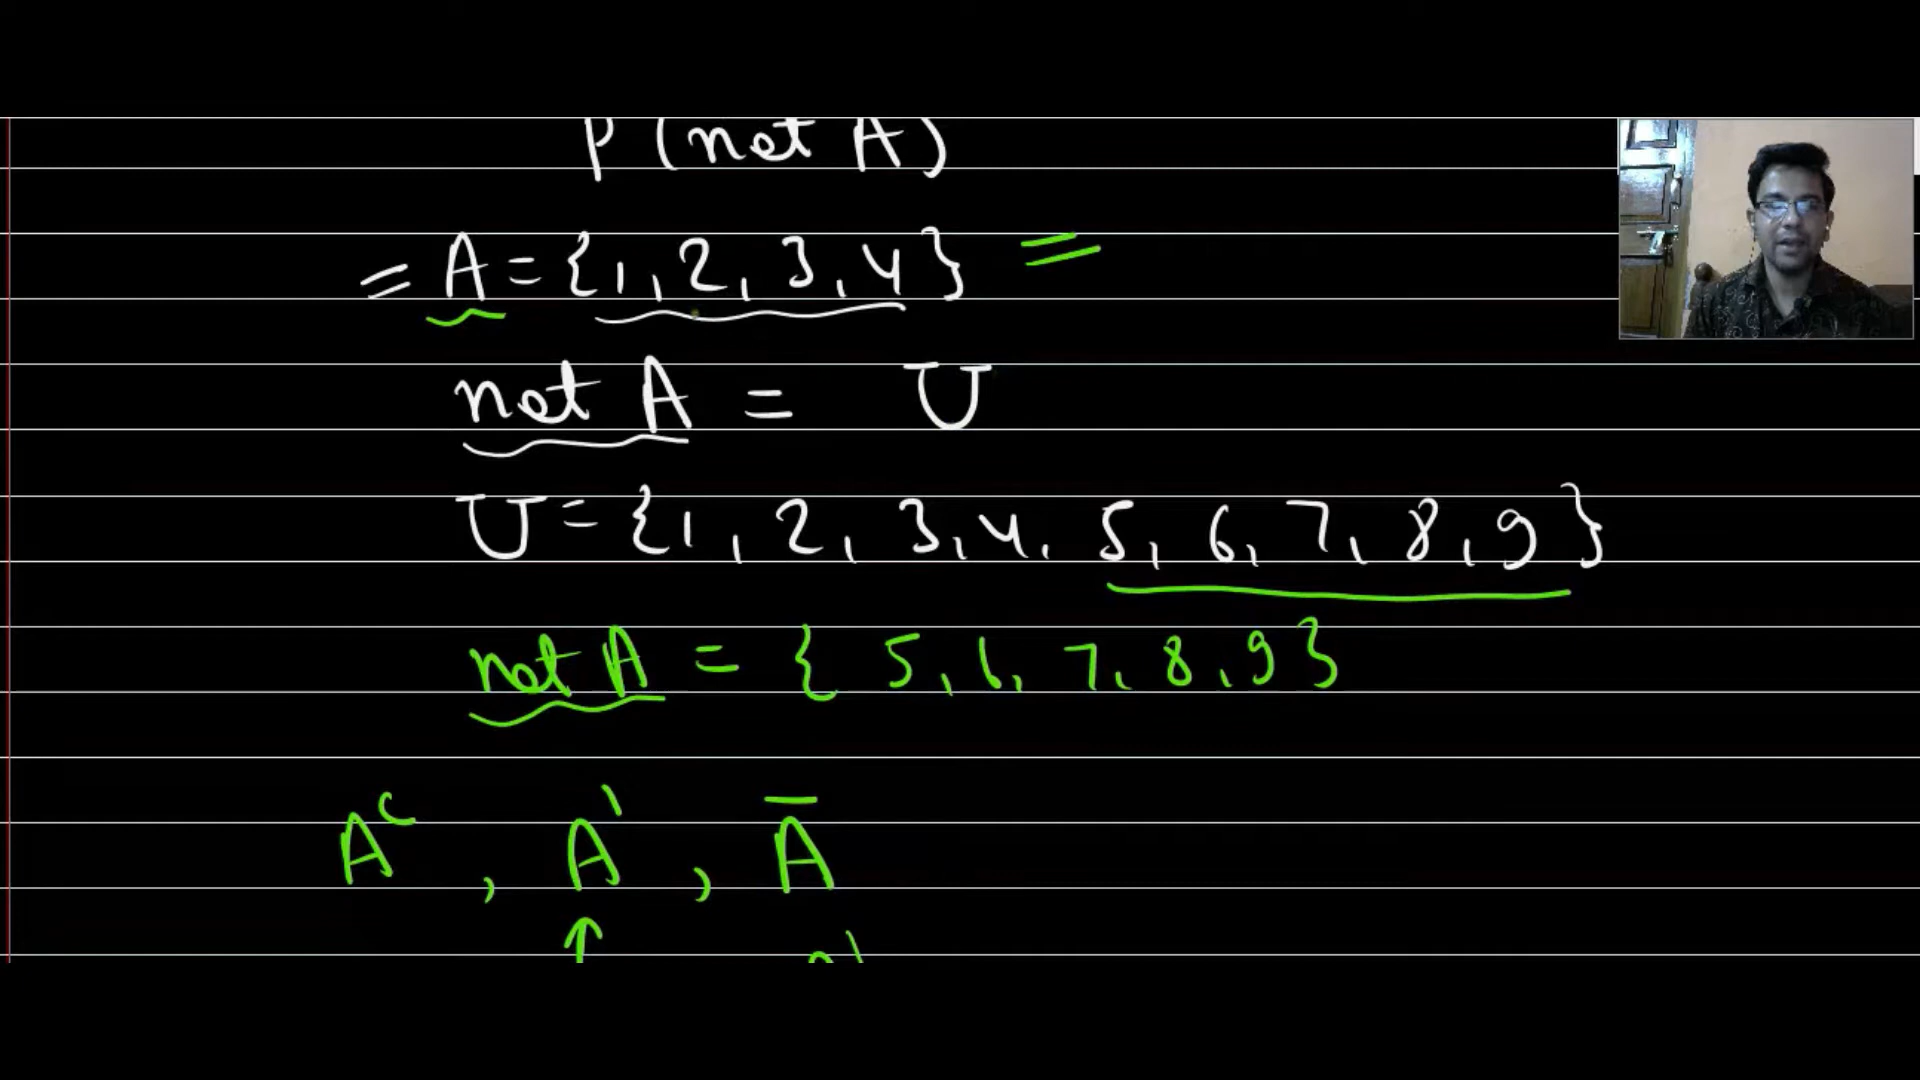 P (not A)
= A = {1, 2, 3, 4} =
not A = U
U = {1, 2, 3, 4, 5, 6, 7, 8, 9}
not A = { 5, 6, 7, 8, 9}
Aᶜ, A', Ā